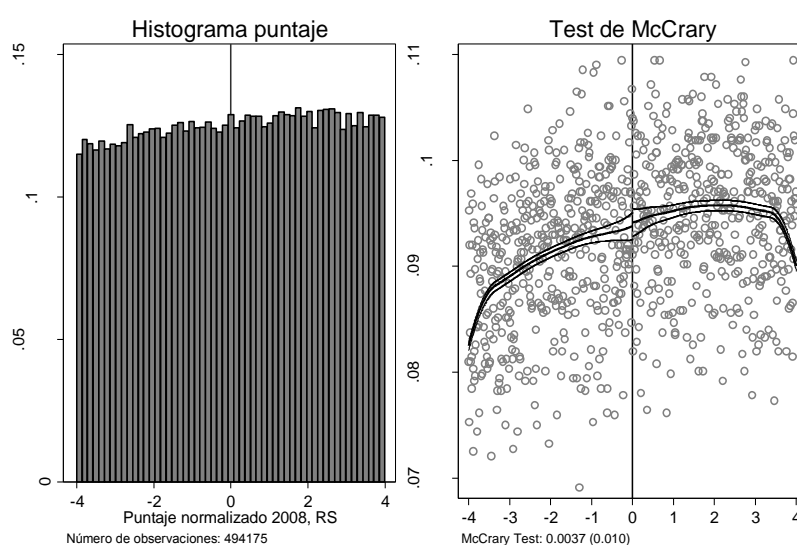 Histograma puntaje
.15
.1
.05
0
-4 -2 0 2 4
Puntaje normalizado 2008, RS
Número de observaciones: 494175
Test de McCrary
.11
.1
.09
.08
.07
-4 -3 -2 -1 0 1 2 3 4
McCrary Test: 0.0037 (0.010)